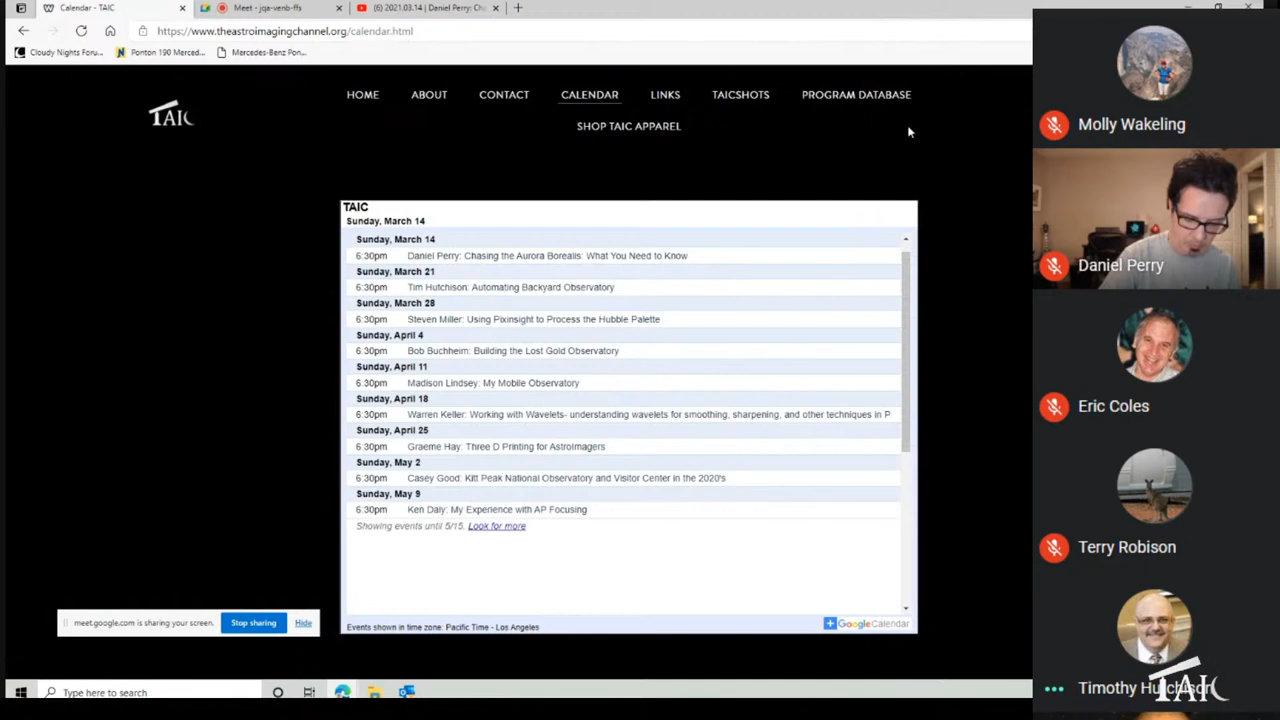 Calendar - TAIC
Meet - jqa-venb-ffs
(6) 2021.03.14 | Daniel Perry: Ch
https://www.theastroimagingchannel.org/calendar.html
Cloudy Nights Foru...
Ponton 190 Merced...
Mercedes-Benz Pon...
TAIC
HOME
ABOUT
CONTACT
CALENDAR
LINKS
TAICSHOTS
PROGRAM DATABASE
SHOP TAIC APPAREL
TAIC
Sunday, March 14
Sunday, March 14
6:30pm Daniel Perry: Chasing the Aurora Borealis: What You Need to Know
Sunday, March 21
6:30pm Tim Hutchison: Automating Backyard Observatory
Sunday, March 28
6:30pm Steven Miller: Using Pixinsight to Process the Hubble Palette
Sunday, April 4
6:30pm Bob Buchheim: Building the Lost Gold Observatory
Sunday, April 11
6:30pm Madison Lindsey: My Mobile Observatory
Sunday, April 18
6:30pm Warren Keller: Working with Wavelets- understanding wavelets for smoothing, sharpening, and other techniques in P
Sunday, April 25
6:30pm Graeme Hay: Three D Printing for AstroImagers
Sunday, May 2
6:30pm Casey Good: Kitt Peak National Observatory and Visitor Center in the 2020's
Sunday, May 9
6:30pm Ken Daly: My Experience with AP Focusing
Showing events until 5/15. Look for more
Events shown in time zone: Pacific Time - Los Angeles
Google Calendar
meet.google.com is sharing your screen.
Stop sharing
Hide
Type here to search
Molly Wakeling
Daniel Perry
Eric Coles
Terry Robison
Timothy Hutchison
TAIC